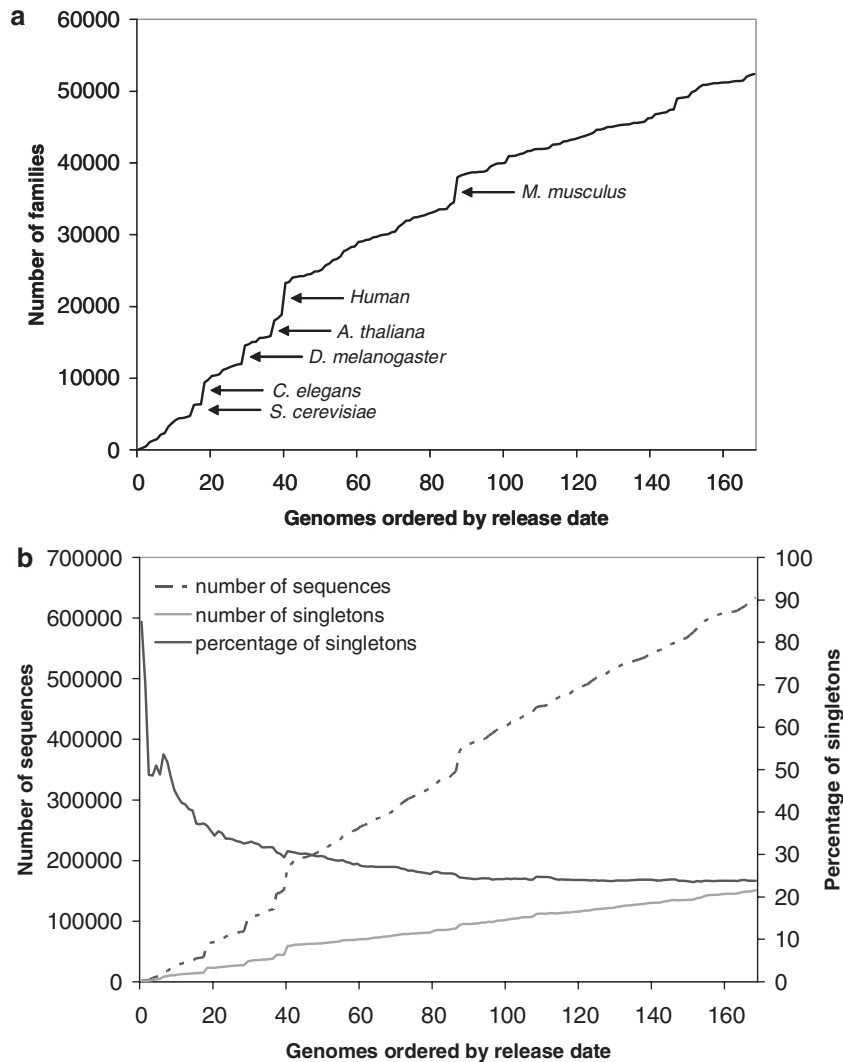 a
60000
50000
40000
30000
20000
10000
0
Number of families
M. musculus
Human
A. thaliana
D. melanogaster
C. elegans
S. cerevisiae
0 20 40 60 80 100 120 140 160
Genomes ordered by release date
b
700000
600000
500000
400000
300000
200000
100000
0
Number of sequences
number of sequences
number of singletons
percentage of singletons
100
90
80
70
60
50
40
30
20
10
0
Percentage of singletons
0 20 40 60 80 100 120 140 160
Genomes ordered by release date